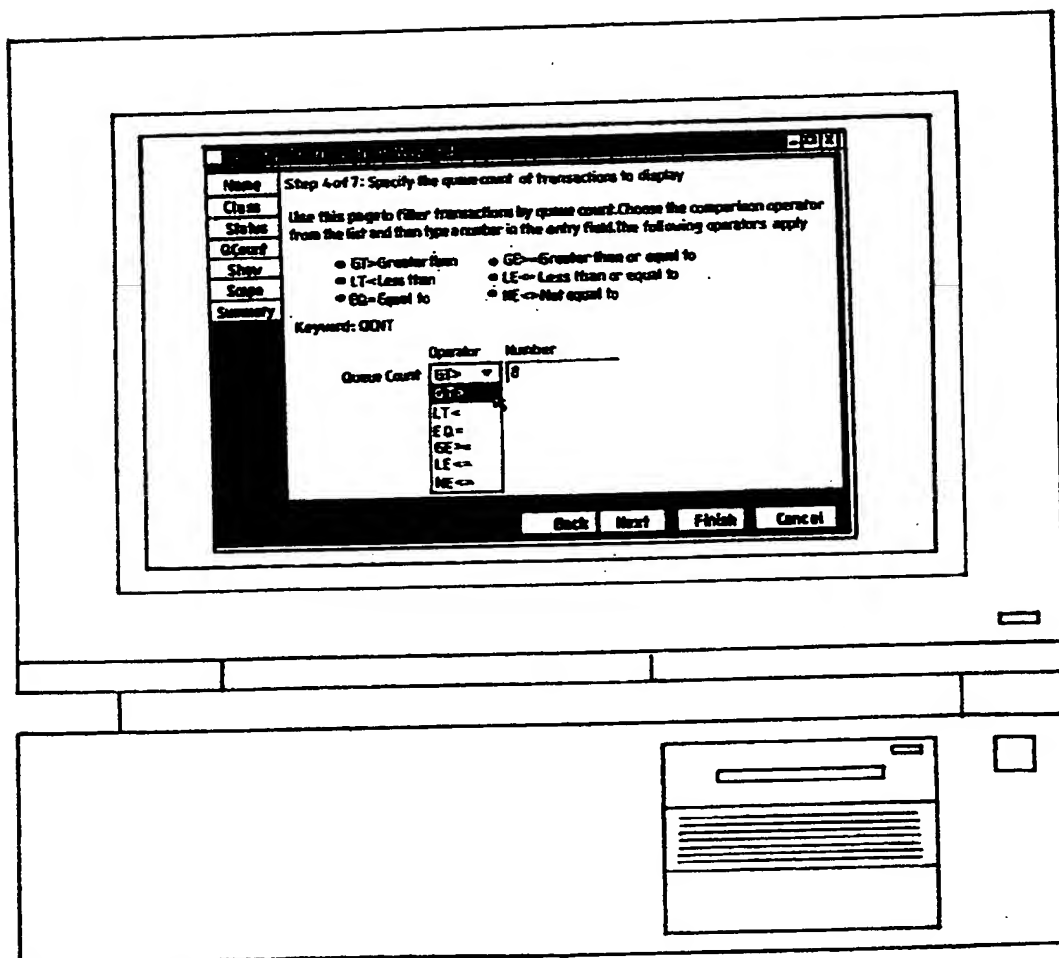 Name
Class
Status
QCount
Show
Scope
Summary
Step 4 of 7: Specify the queue count of transactions to display
Use this page to filter transactions by queue count.Choose the comparison operator
from the list and then type a number in the entry field.The following operators apply
• GT>Greater than • GE>=Greater than or equal to
• LT<Less than • LE<= Less than or equal to
• EQ=Equal to • NE<>Not equal to
Keyword: QCNT
Operator Number
Queue Count GT> 8
GT>
LT<
EQ=
GE>=
LE<=
NE<>
Back Next Finish Cancel